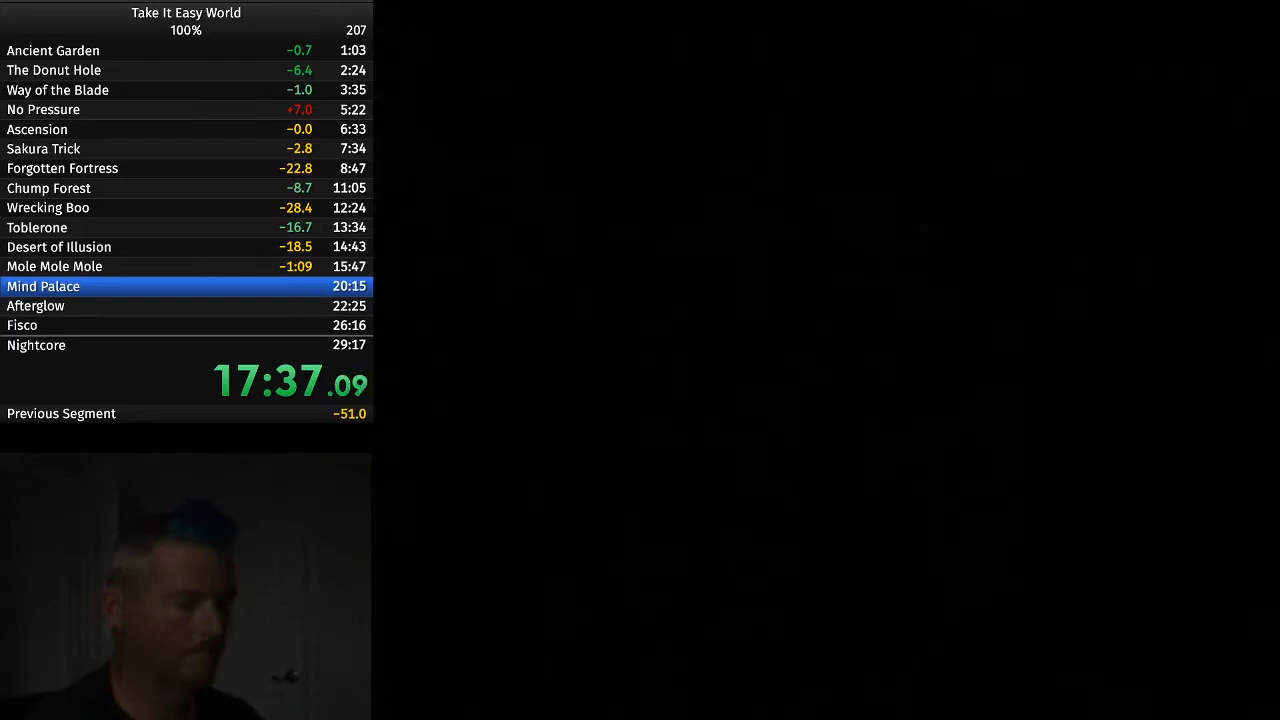 Take It Easy World
100% 207
Ancient Garden −0.7 1:03
The Donut Hole −6.4 2:24
Way of the Blade −1.0 3:35
No Pressure +7.0 5:22
Ascension −0.0 6:33
Sakura Trick −2.8 7:34
Forgotten Fortress −22.8 8:47
Chump Forest −8.7 11:05
Wrecking Boo −28.4 12:24
Toblerone −16.7 13:34
Desert of Illusion −18.5 14:43
Mole Mole Mole −1:09 15:47
Mind Palace 20:15
Afterglow 22:25
Fisco 26:16
Nightcore 29:17
17:37.09
Previous Segment −51.0